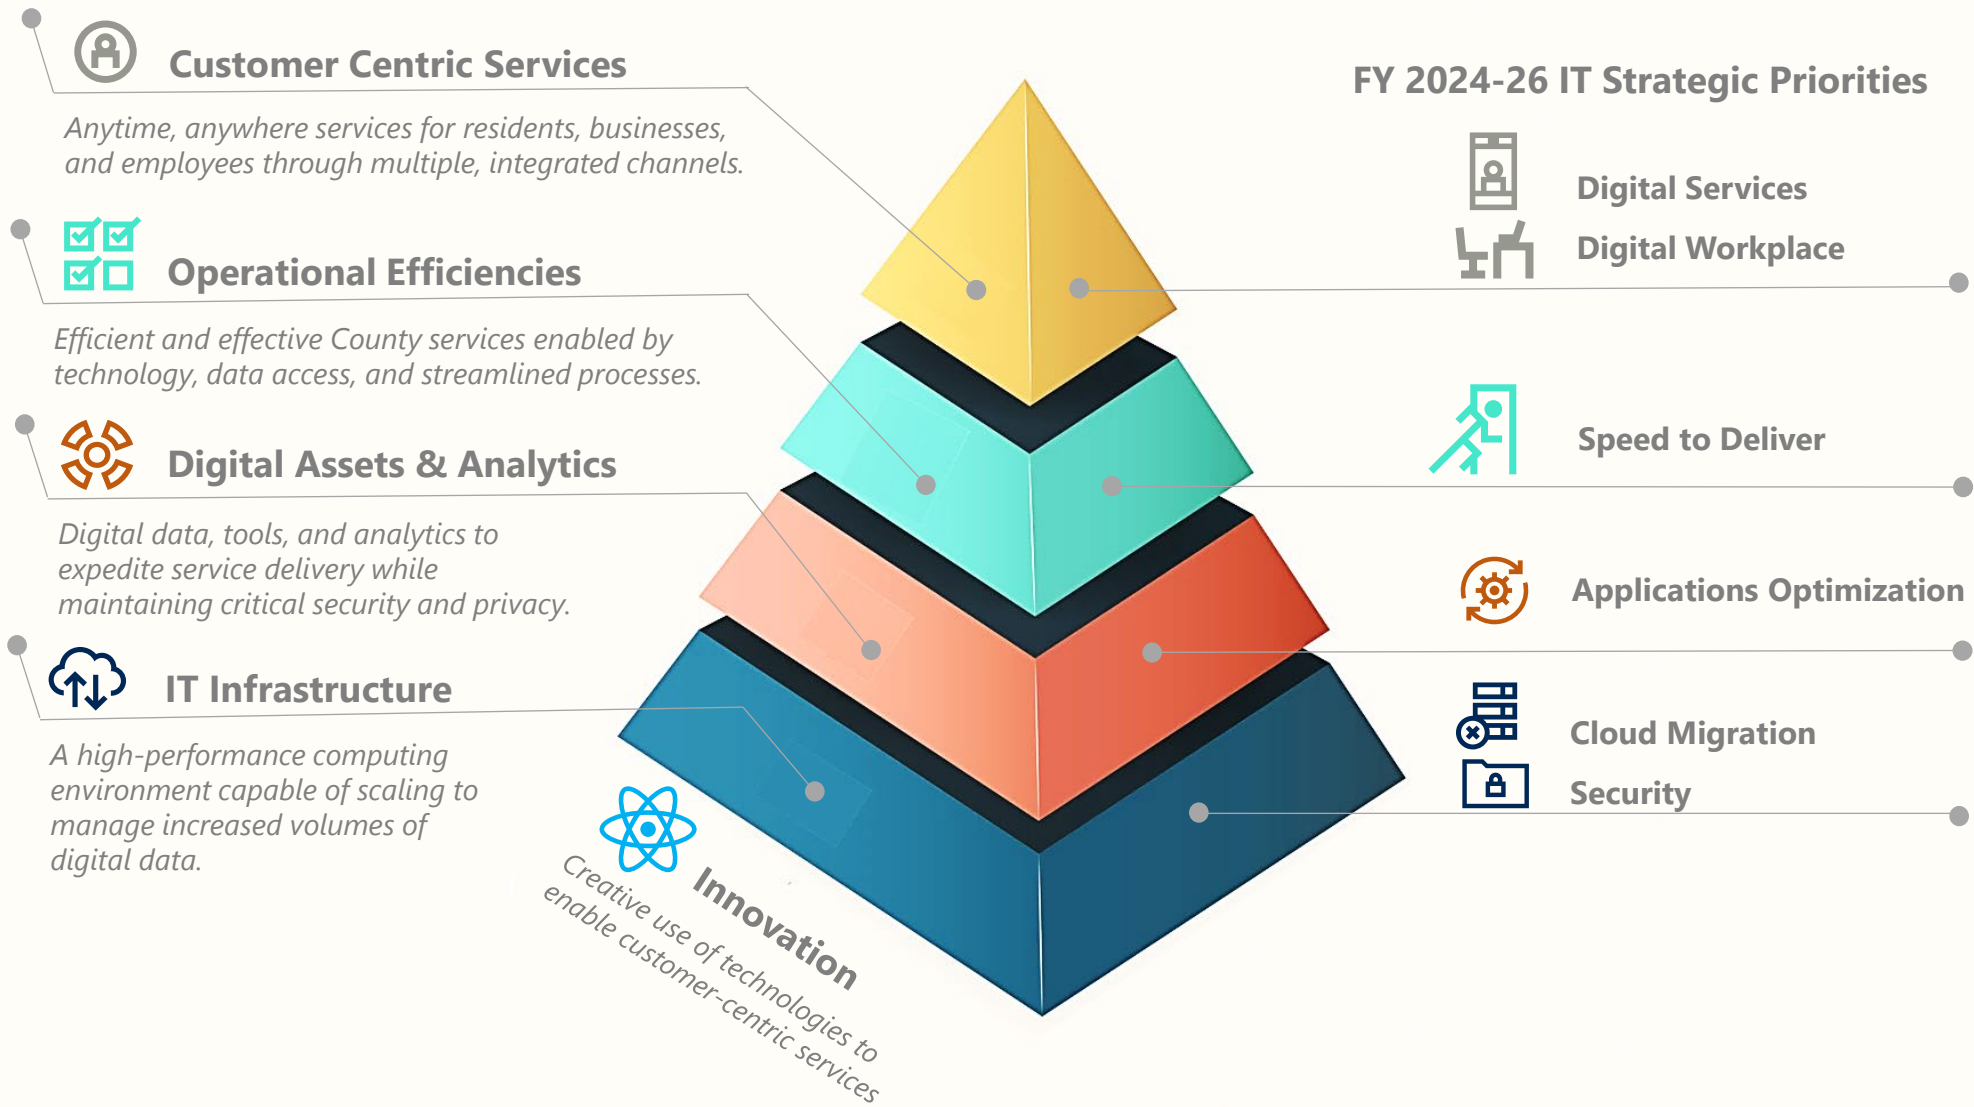 Customer Centric Services
Anytime, anywhere services for residents, businesses,
and employees through multiple, integrated channels.
Operational Efficiencies
Efficient and effective County services enabled by
technology, data access, and streamlined processes.
Digital Assets & Analytics
Digital data, tools, and analytics to
expedite service delivery while
maintaining critical security and privacy.
IT Infrastructure
A high-performance computing
environment capable of scaling to
manage increased volumes of
digital data.
Innovation
Creative use of technologies to
enable customer-centric services
FY 2024-26 IT Strategic Priorities
Digital Services
Digital Workplace
Speed to Deliver
Applications Optimization
Cloud Migration
Security